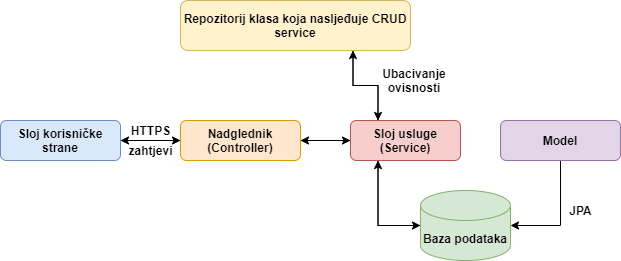 Repozitorij klasa koja nasljeđuje CRUD
service
Ubacivanje
ovisnosti
Sloj korisničke
strane
HTTPS
zahtjevi
Nadglednik
(Controller)
Sloj usluge
(Service)
Model
JPA
Baza podataka